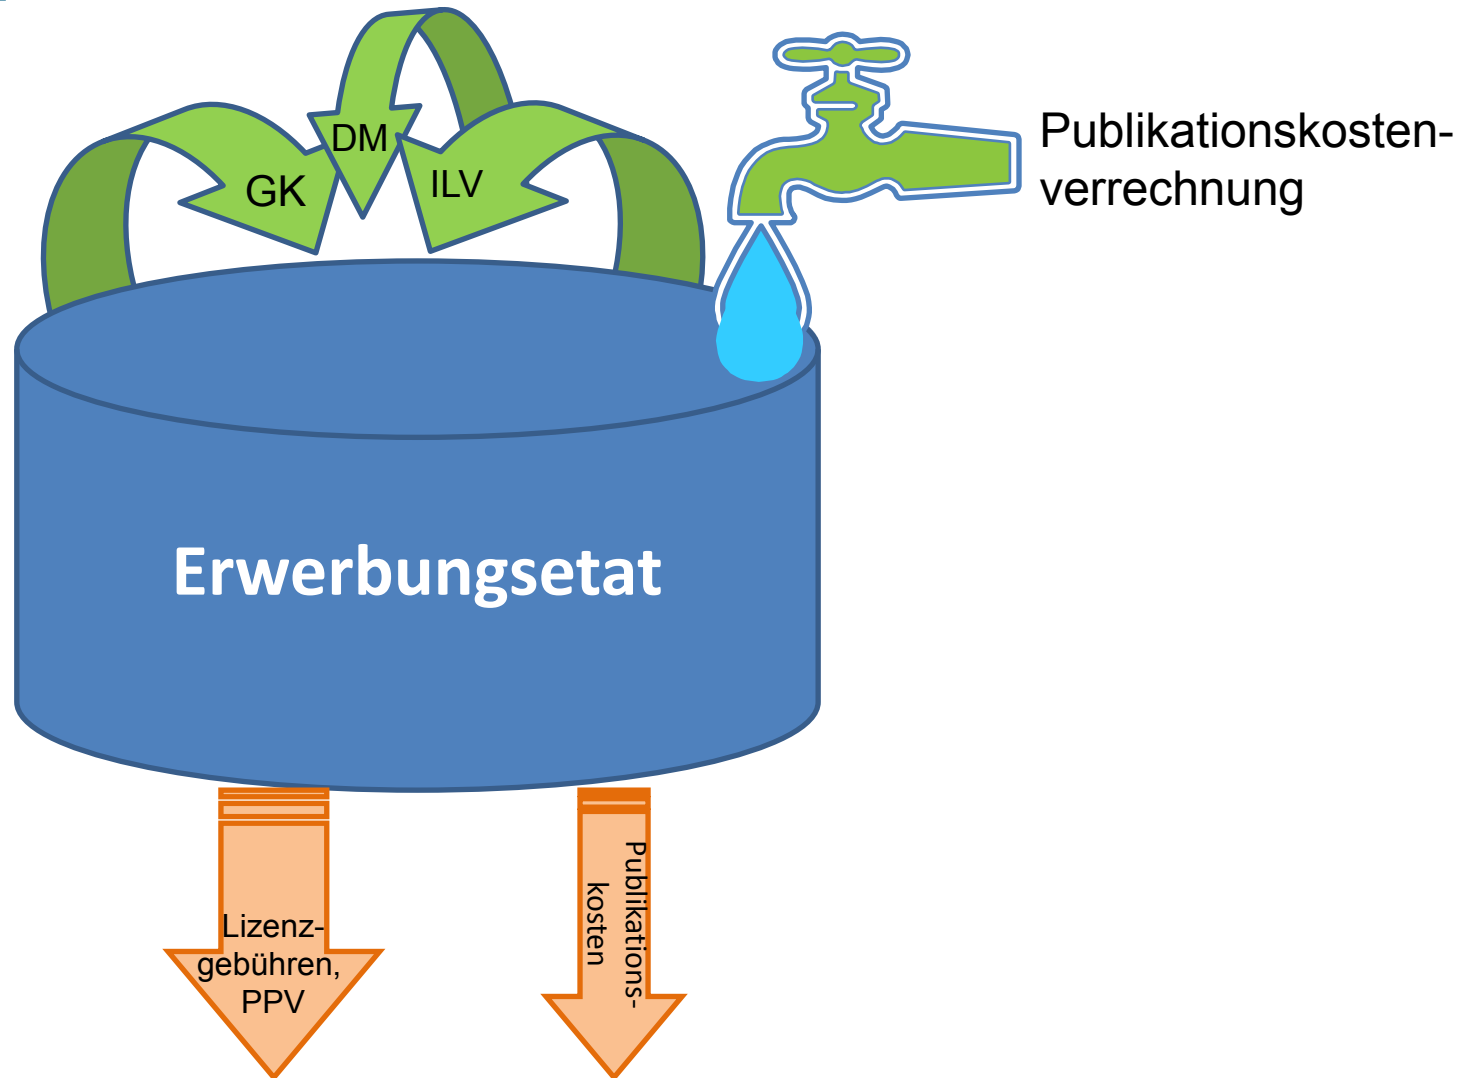 DM
GK
ILV
Publikationskosten-
verrechnung
Erwerbungsetat
Lizenz-
gebühren,
PPV
Publikations-
kosten